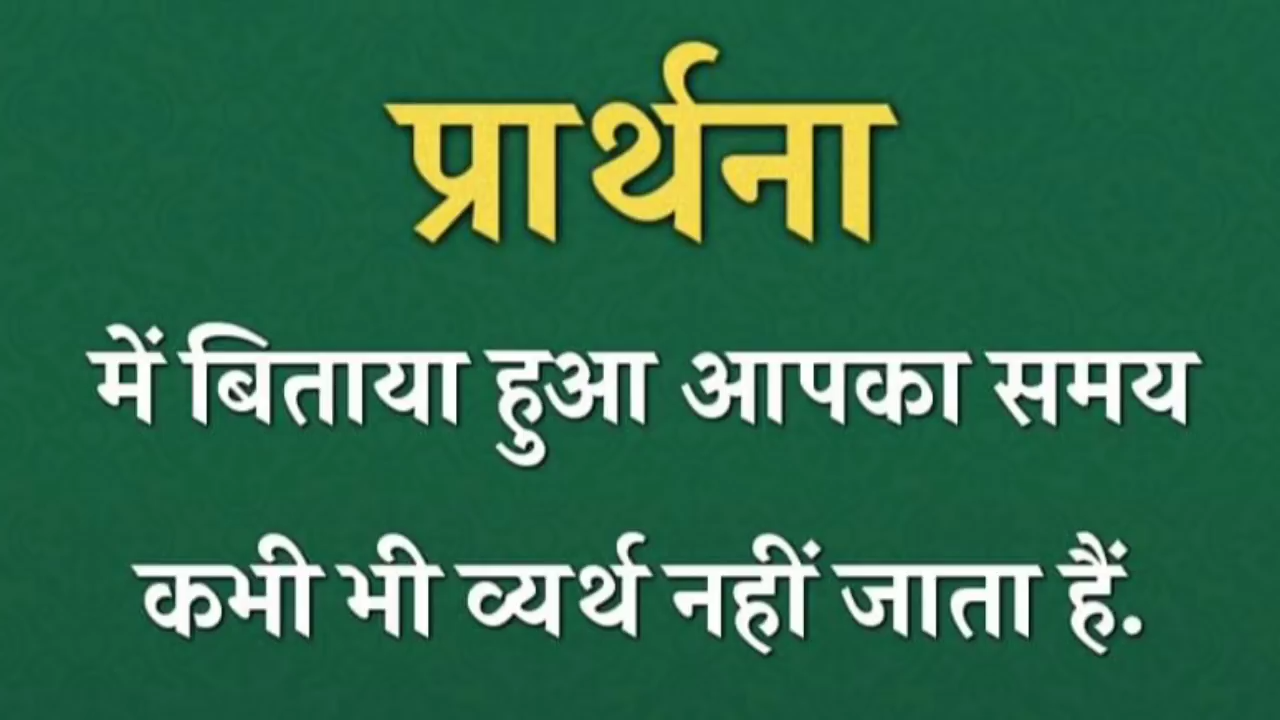 प्रार्थना
में बिताया हुआ आपका समय
कभी भी व्यर्थ नहीं जाता हैं.